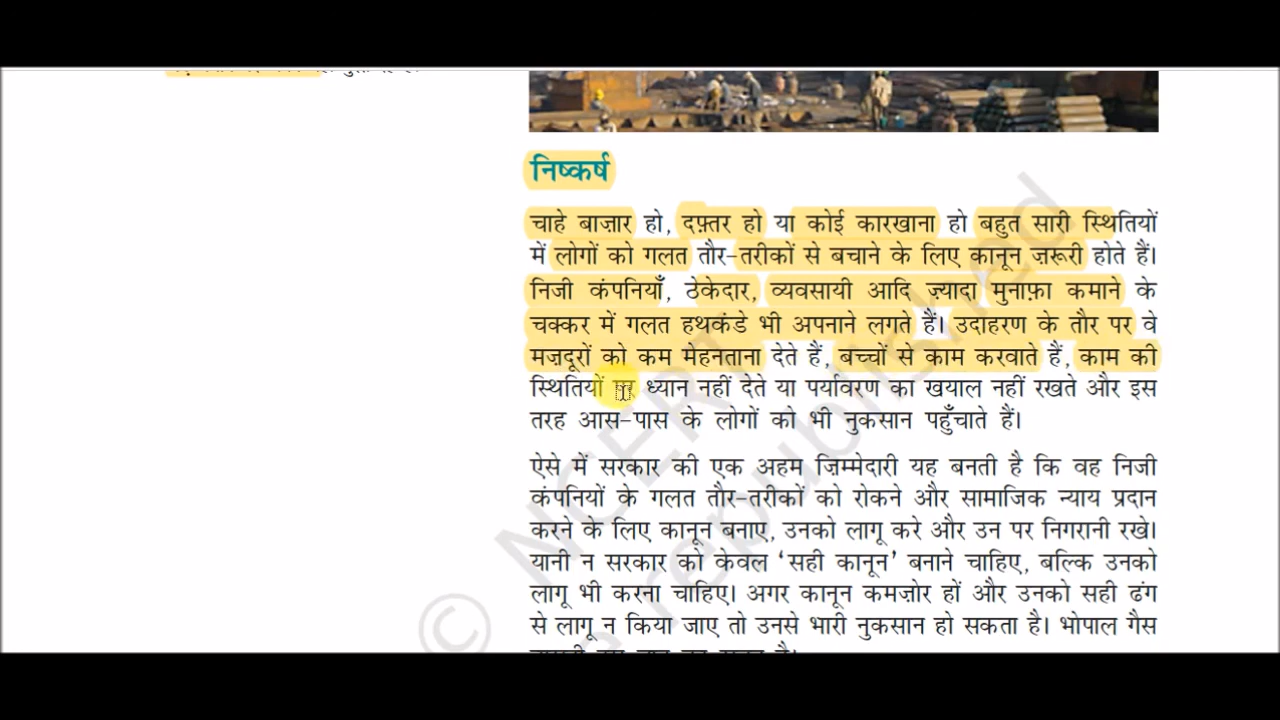 निष्कर्ष
चाहे बाज़ार हो, दफ़्तर हो या कोई कारखाना हो बहुत सारी स्थितियों
में लोगों को गलत तौर-तरीकों से बचाने के लिए कानून ज़रूरी होते हैं।
निजी कंपनियाँ, ठेकेदार, व्यवसायी आदि ज़्यादा मुनाफ़ा कमाने के
चक्कर में गलत हथकंडे भी अपनाने लगते हैं। उदाहरण के तौर पर वे
मज़दूरों को कम मेहनताना देते हैं, बच्चों से काम करवाते हैं, काम की
स्थितियों पर ध्यान नहीं देते या पर्यावरण का खयाल नहीं रखते और इस
तरह आस-पास के लोगों को भी नुकसान पहुँचाते हैं।
ऐसे में सरकार की एक अहम ज़िम्मेदारी यह बनती है कि वह निजी
कंपनियों के गलत तौर-तरीकों को रोकने और सामाजिक न्याय प्रदान
करने के लिए कानून बनाए, उनको लागू करे और उन पर निगरानी रखे।
यानी न सरकार को केवल ‘सही कानून’ बनाने चाहिए, बल्कि उनको
लागू भी करना चाहिए। अगर कानून कमज़ोर हों और उनको सही ढंग
से लागू न किया जाए तो उनसे भारी नुकसान हो सकता है। भोपाल गैस
© NCERT
republished